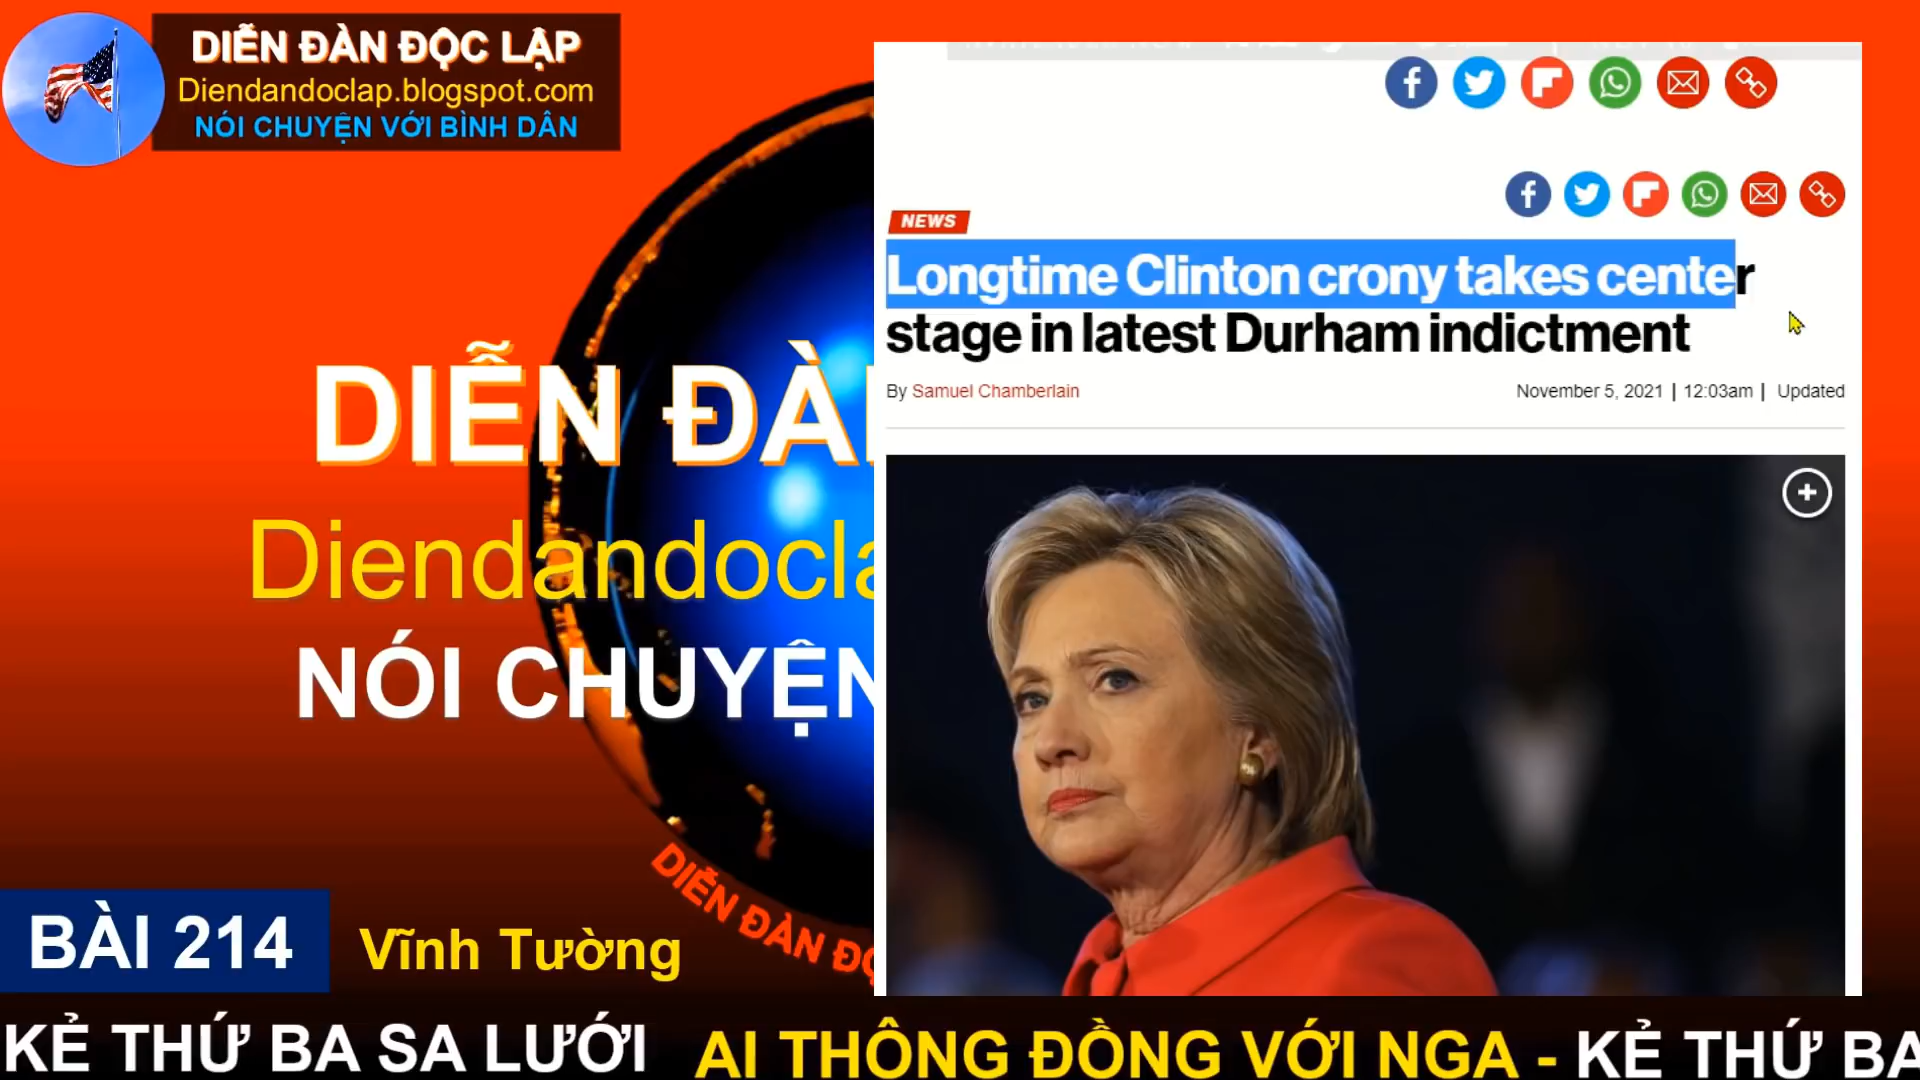 DIỄN ĐÀN ĐỘC LẬP
Diendandoclap.blogspot.com
NÓI CHUYỆN VỚI BÌNH DÂN
NEWS
Longtime Clinton crony takes center
stage in latest Durham indictment
By Samuel Chamberlain
November 5, 2021 | 12:03am | Updated
DIỄN ĐÀ
Diendandocla
NÓI CHUYỆN
DIỄN ĐÀN ĐỘ
BÀI 214
Vĩnh Tường
KẺ THỨ BA SA LƯỚI AI THÔNG ĐỒNG VỚI NGA - KẺ THỨ BA